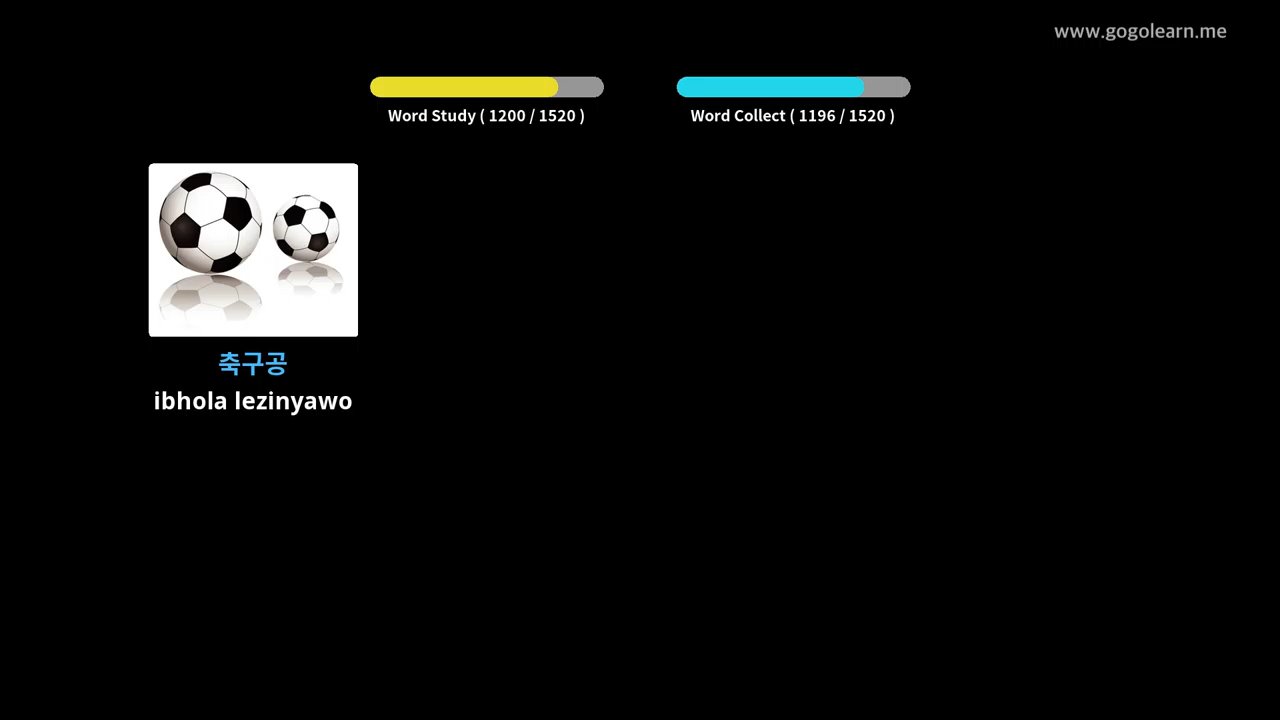 www.gogolearn.me
Word Study ( 1200 / 1520 )
Word Collect ( 1196 / 1520 )
축구공
ibhola lezinyawo